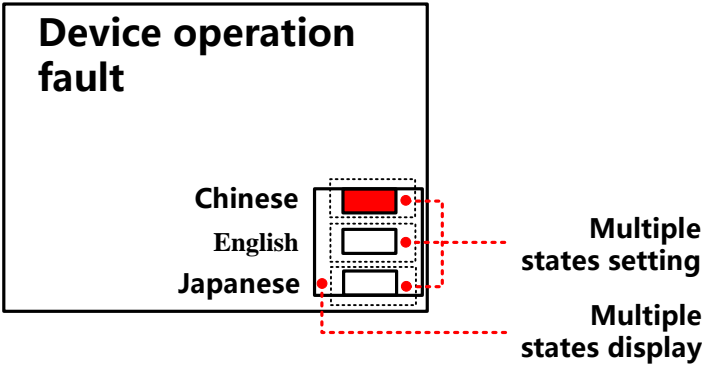 Device operation
fault
Chinese
English
Japanese
Multiple
states setting
Multiple
states display